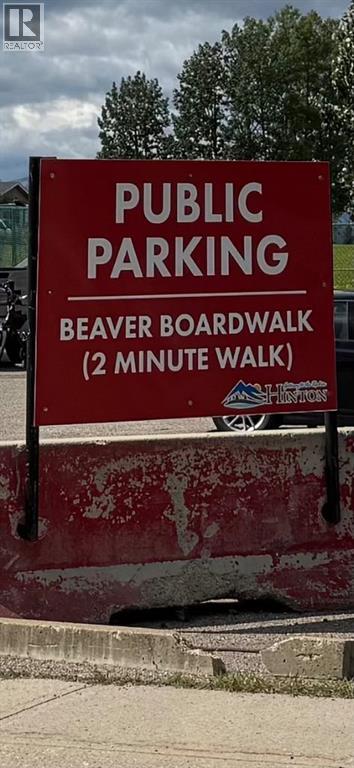 REALTOR®
PUBLIC
PARKING
BEAVER BOARDWALK
(2 MINUTE WALK)
HINTON